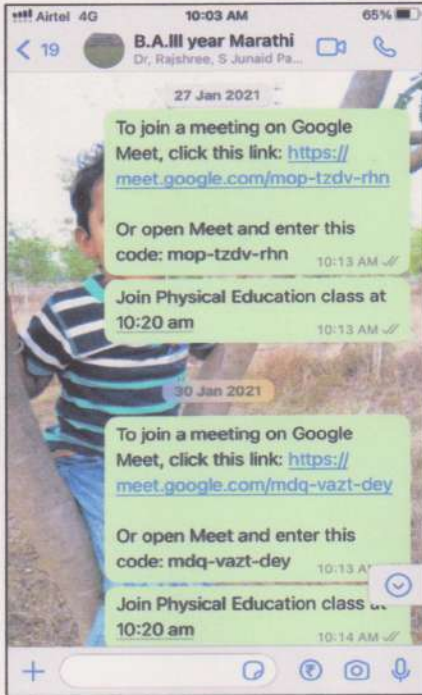 Airtel 4G 10:03 AM 65%
19 B.A.III year Marathi
Dr, Rajshree, S Junaid Pa...
27 Jan 2021
To join a meeting on Google
Meet, click this link: https://
meet.google.com/mop-tzdv-rhn
Or open Meet and enter this
code: mop-tzdv-rhn 10:13 AM
Join Physical Education class at
10:20 am 10:13 AM
30 Jan 2021
To join a meeting on Google
Meet, click this link: https://
meet.google.com/mdq-vazt-dey
Or open Meet and enter this
code: mdq-vazt-dey 10:13
Join Physical Education class
10:20 am 10:14 AM